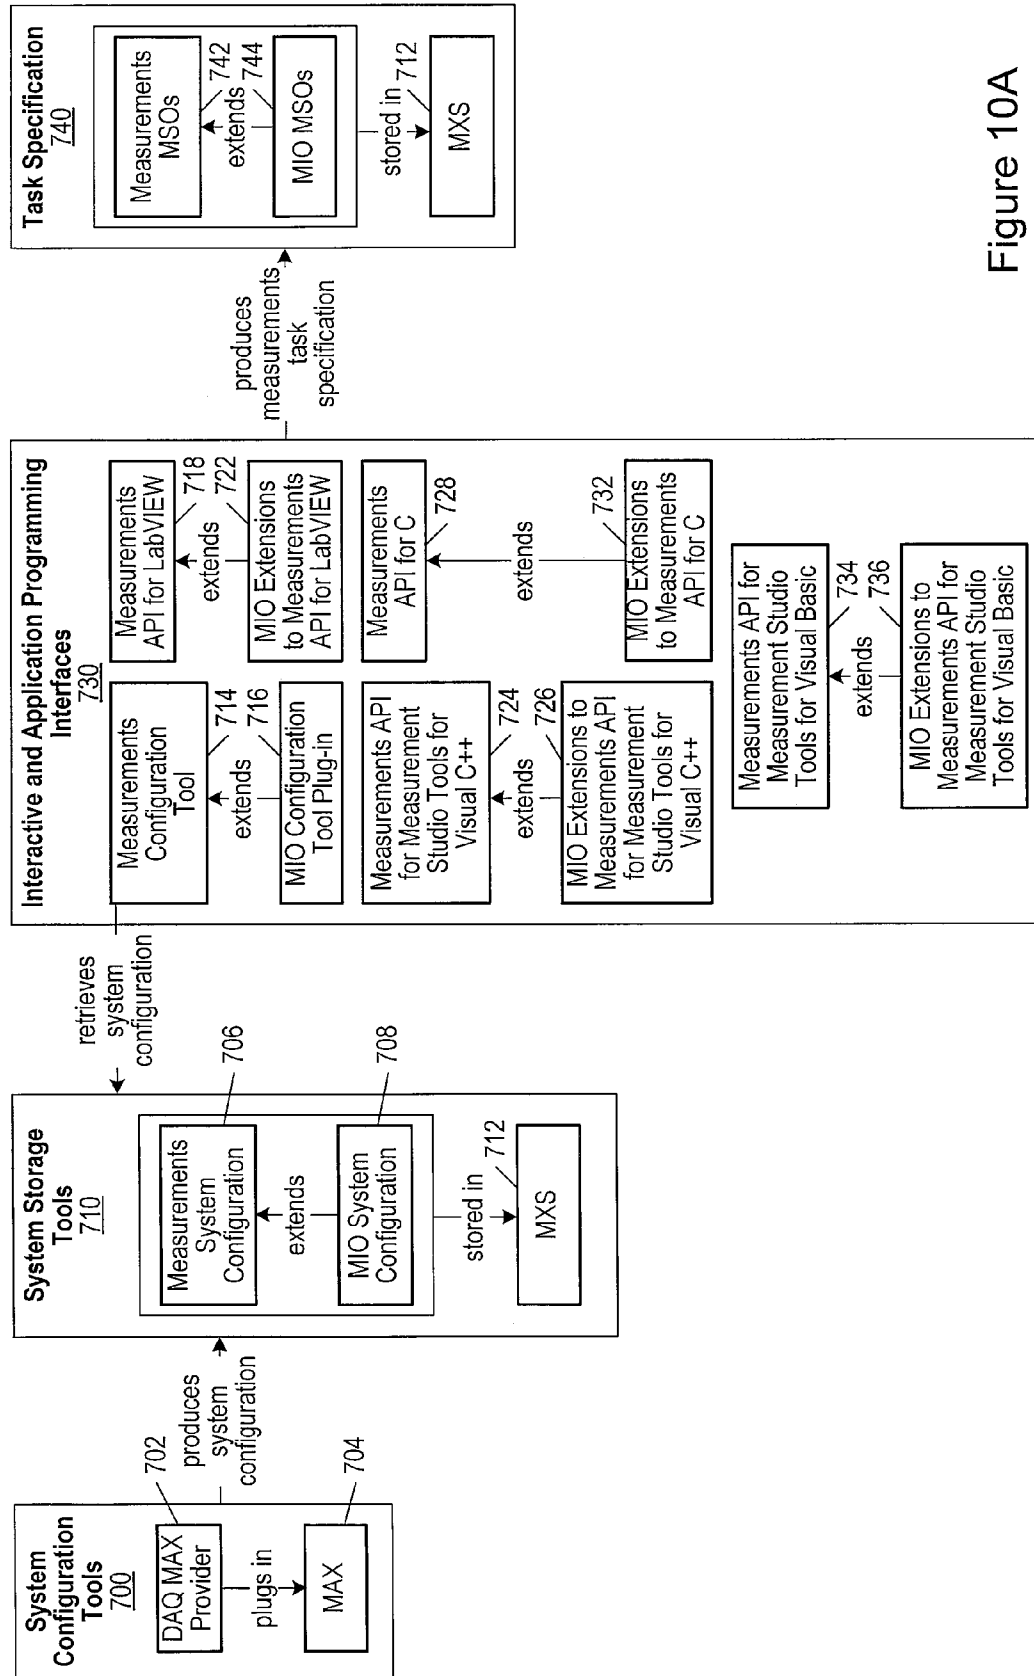 System
Configuration
Tools
700
DAQ MAX
Provider
702
plugs in
MAX
704
produces
system
configuration
System Storage
Tools
710
Measurements
System
Configuration
706
extends
MIO System
Configuration
708
stored in
712
MXS
retrieves
system
configuration
Interactive and Application Programming
Interfaces
730
Measurements
Configuration
Tool
714
extends
716
MIO Configuration
Tool Plug-in
Measurements
API for LabVIEW
718
extends
722
MIO Extensions
to Measurements
API for LabVIEW
Measurements API
for Measurement
Studio Tools for
Visual C++
724
extends
726
MIO Extensions to
Measurements API
for Measurement
Studio Tools for
Visual C++
Measurements
API for C
728
extends
732
MIO Extensions
to Measurements
API for C
Measurements API for
Measurement Studio
Tools for Visual Basic
734
extends
736
MIO Extensions to
Measurements API for
Measurement Studio
Tools for Visual Basic
produces
measurements
task
specification
Task Specification
740
Measurements
MSOs
742
extends
744
MIO MSOs
stored in
712
MXS
Figure 10A